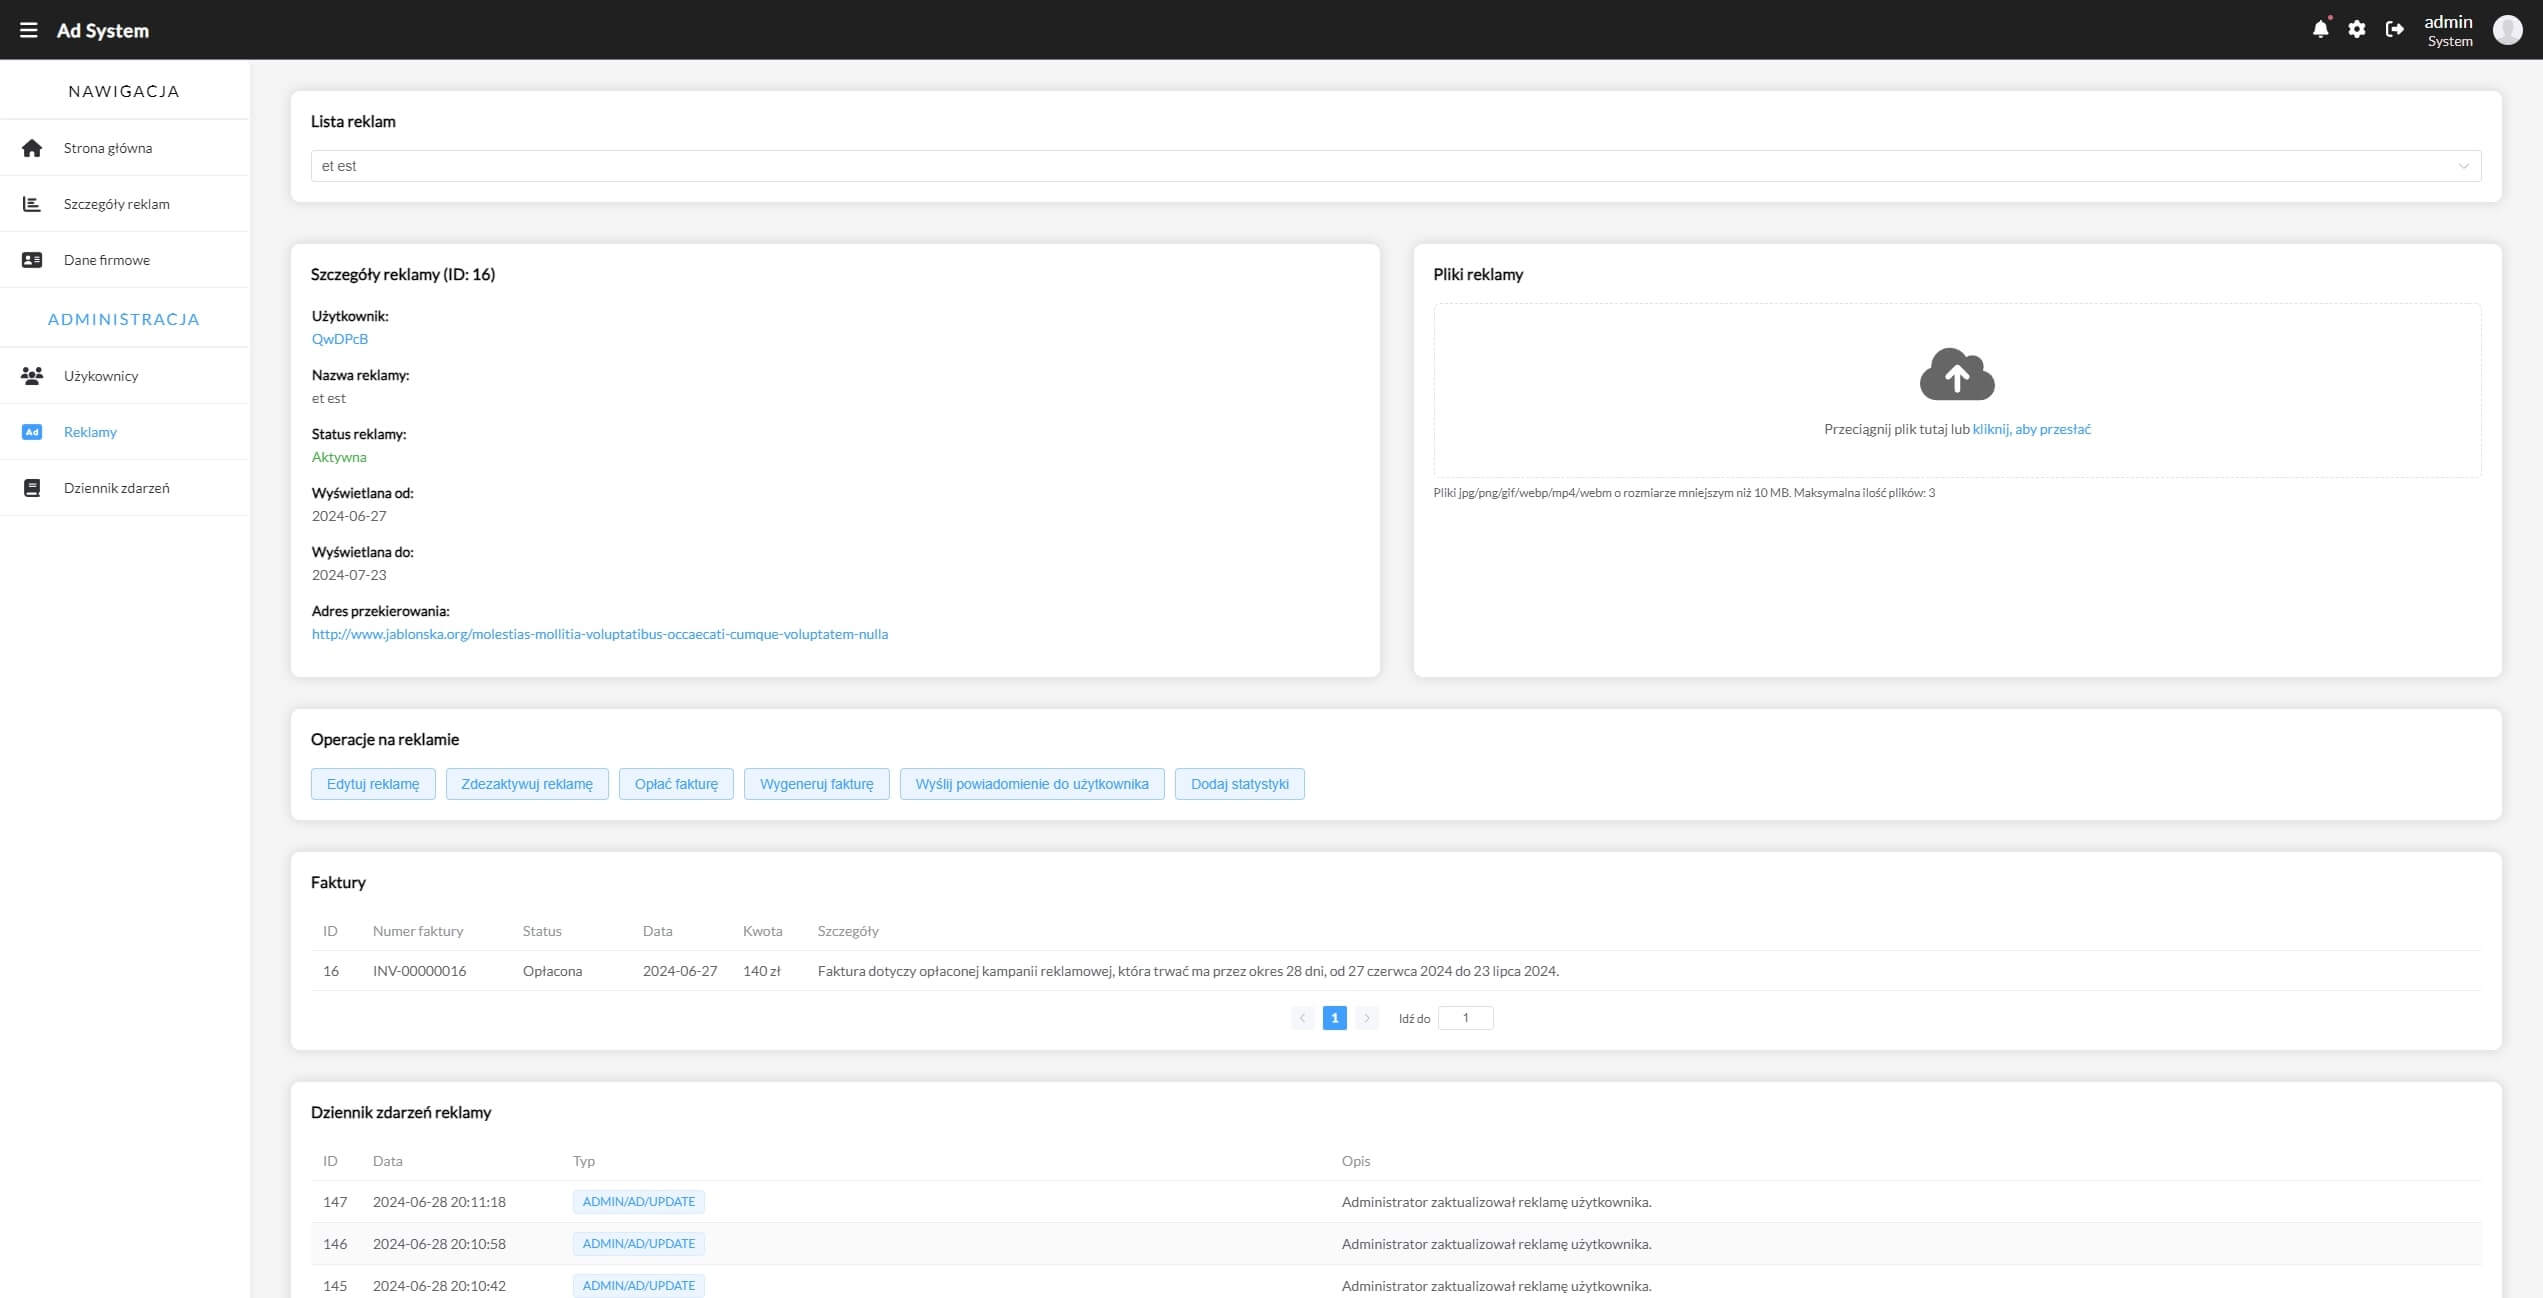 Ad System
admin
System
NAWIGACJA
Strona główna
Szczegóły reklam
Dane firmowe
ADMINISTRACJA
Użykownicy
Ad Reklamy
Dziennik zdarzeń
Lista reklam
et est
Szczegóły reklamy (ID: 16)
Użytkownik:
QwDPcB
Nazwa reklamy:
et est
Status reklamy:
Aktywna
Wyświetlana od:
2024-06-27
Wyświetlana do:
2024-07-23
Adres przekierowania:
http://www.jablonska.org/molestias-mollitia-voluptatibus-occaecati-cumque-voluptatem-nulla
Pliki reklamy
Przeciągnij plik tutaj lub kliknij, aby przesłać
Pliki jpg/png/gif/webp/mp4/webm o rozmiarze mniejszym niż 10 MB. Maksymalna ilość plików: 3
Operacje na reklamie
Edytuj reklamę Zdezaktywuj reklamę Opłać fakturę Wygeneruj fakturę Wyślij powiadomienie do użytkownika Dodaj statystyki
Faktury
ID Numer faktury Status Data Kwota Szczegóły
16 INV-00000016 Opłacona 2024-06-27 140 zł Faktura dotyczy opłaconej kampanii reklamowej, która trwać ma przez okres 28 dni, od 27 czerwca 2024 do 23 lipca 2024.
1 Idź do 1
Dziennik zdarzeń reklamy
ID Data Typ Opis
147 2024-06-28 20:11:18 ADMIN/AD/UPDATE Administrator zaktualizował reklamę użytkownika.
146 2024-06-28 20:10:58 ADMIN/AD/UPDATE Administrator zaktualizował reklamę użytkownika.
145 2024-06-28 20:10:42 ADMIN/AD/UPDATE Administrator zaktualizował reklamę użytkownika.